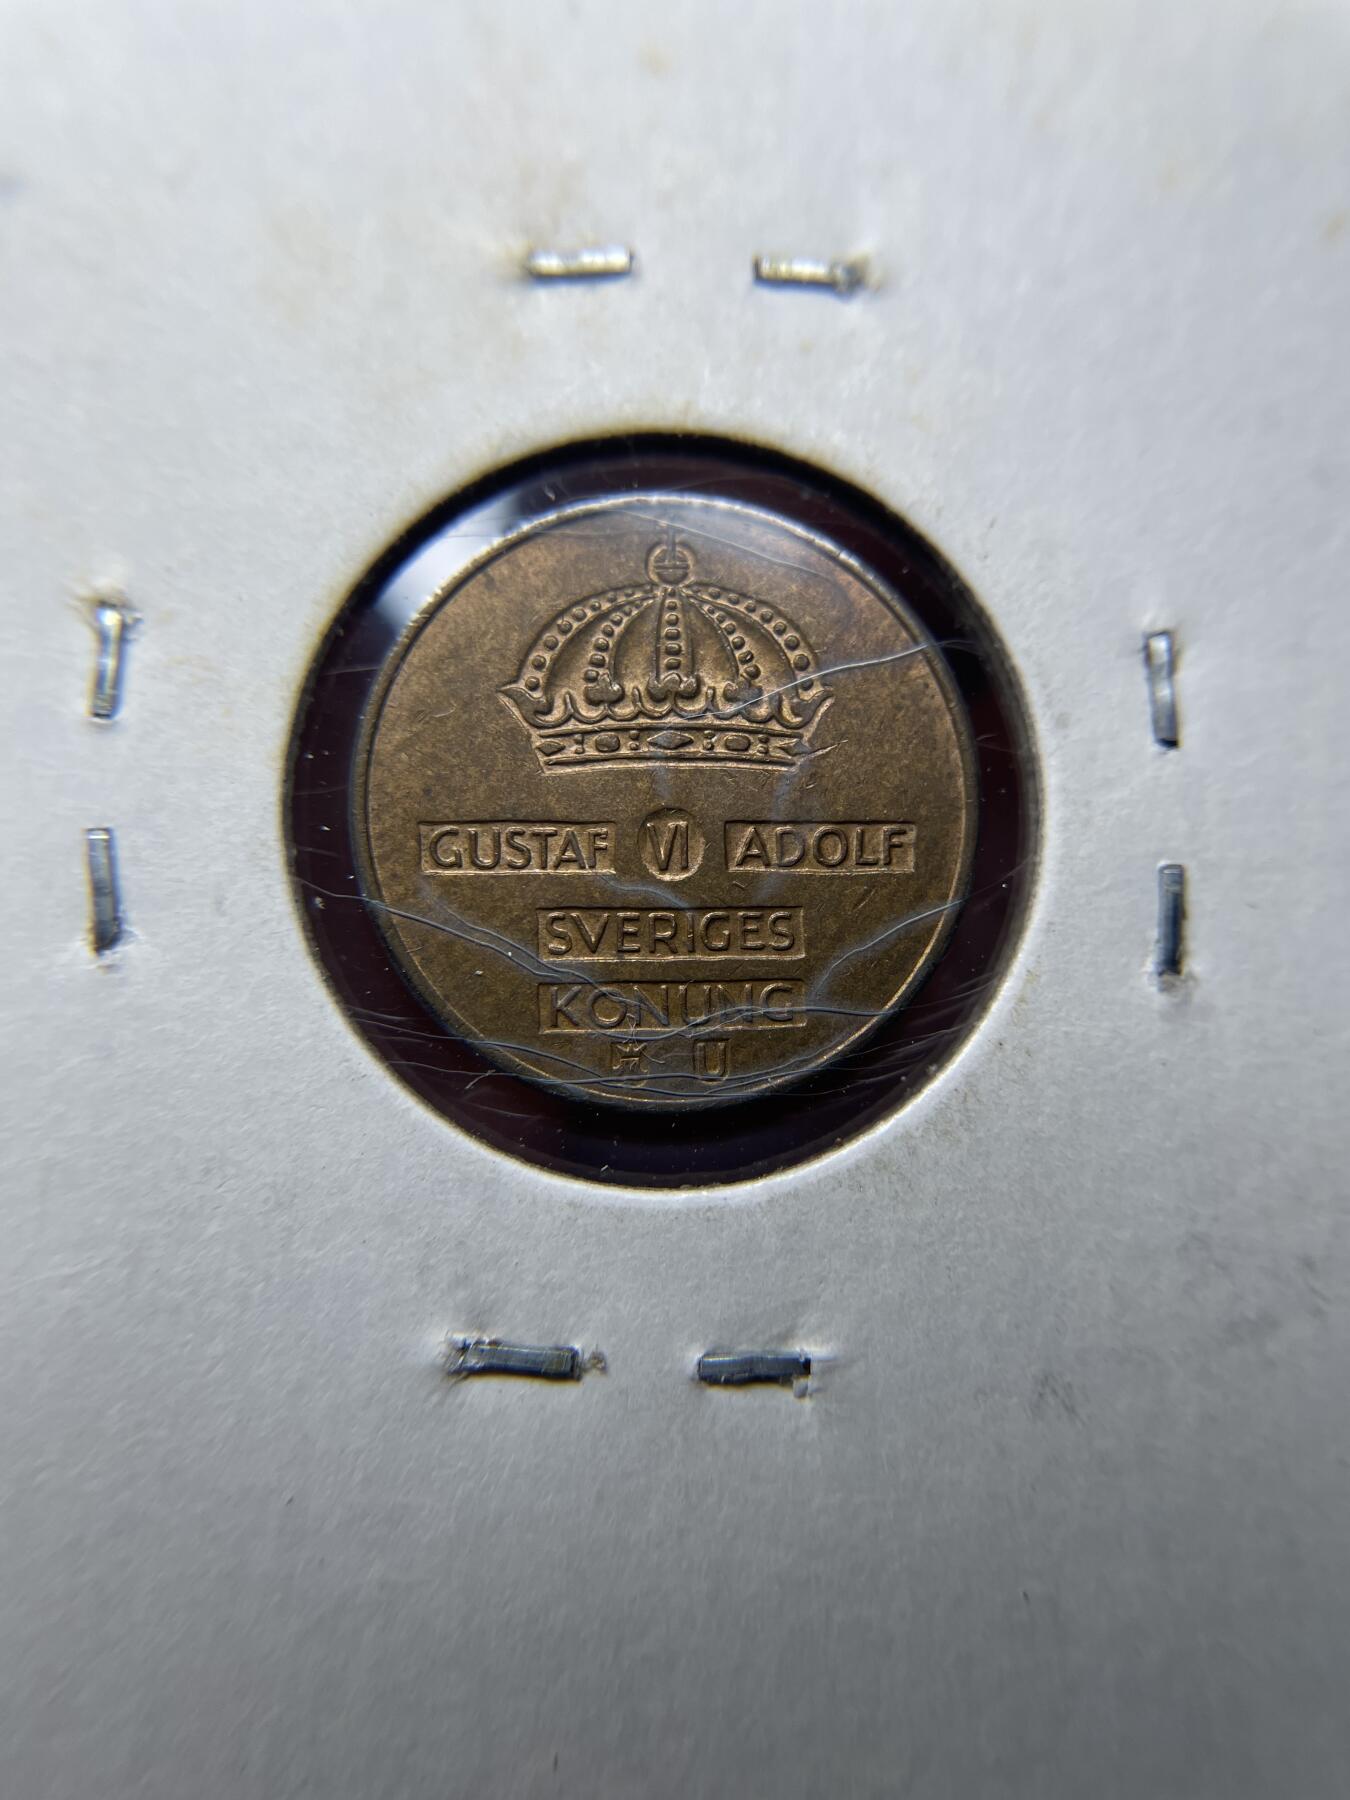 GUSTAF VI ADOLF
SVERIGES
KONUNG
U